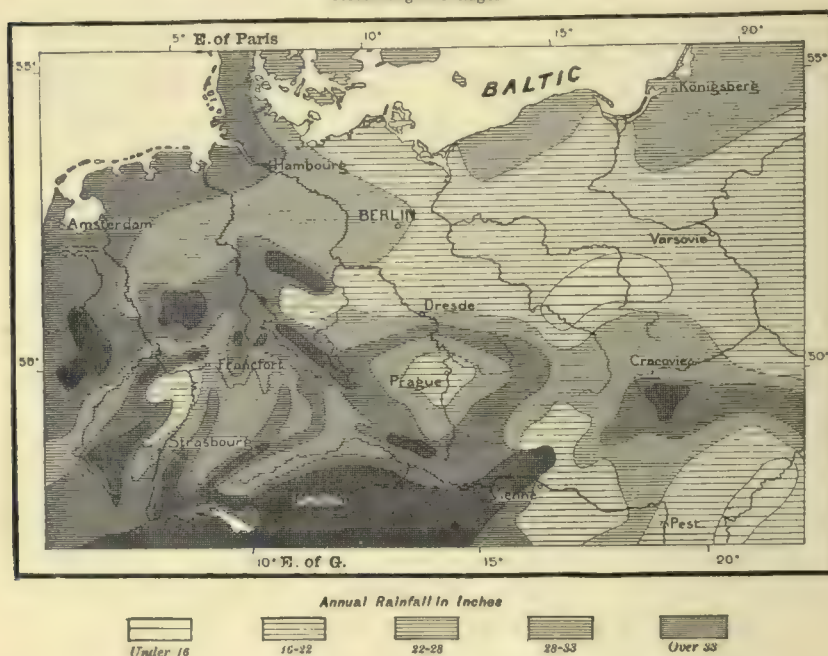 5° E. of Paris 10° 15° 20°
55° 55°
BALTIC
Königsberg
Hambourg
Amsterdam
BERLIN
Varsovie
Dresde
50°
Francfort
Cracovie
Prague
Strasbourg
Vienne
Pest
10° E. of G. 15° 20°
Annual Rainfall in Inches
Under 16 16-22 22-28 28-33 Over 33